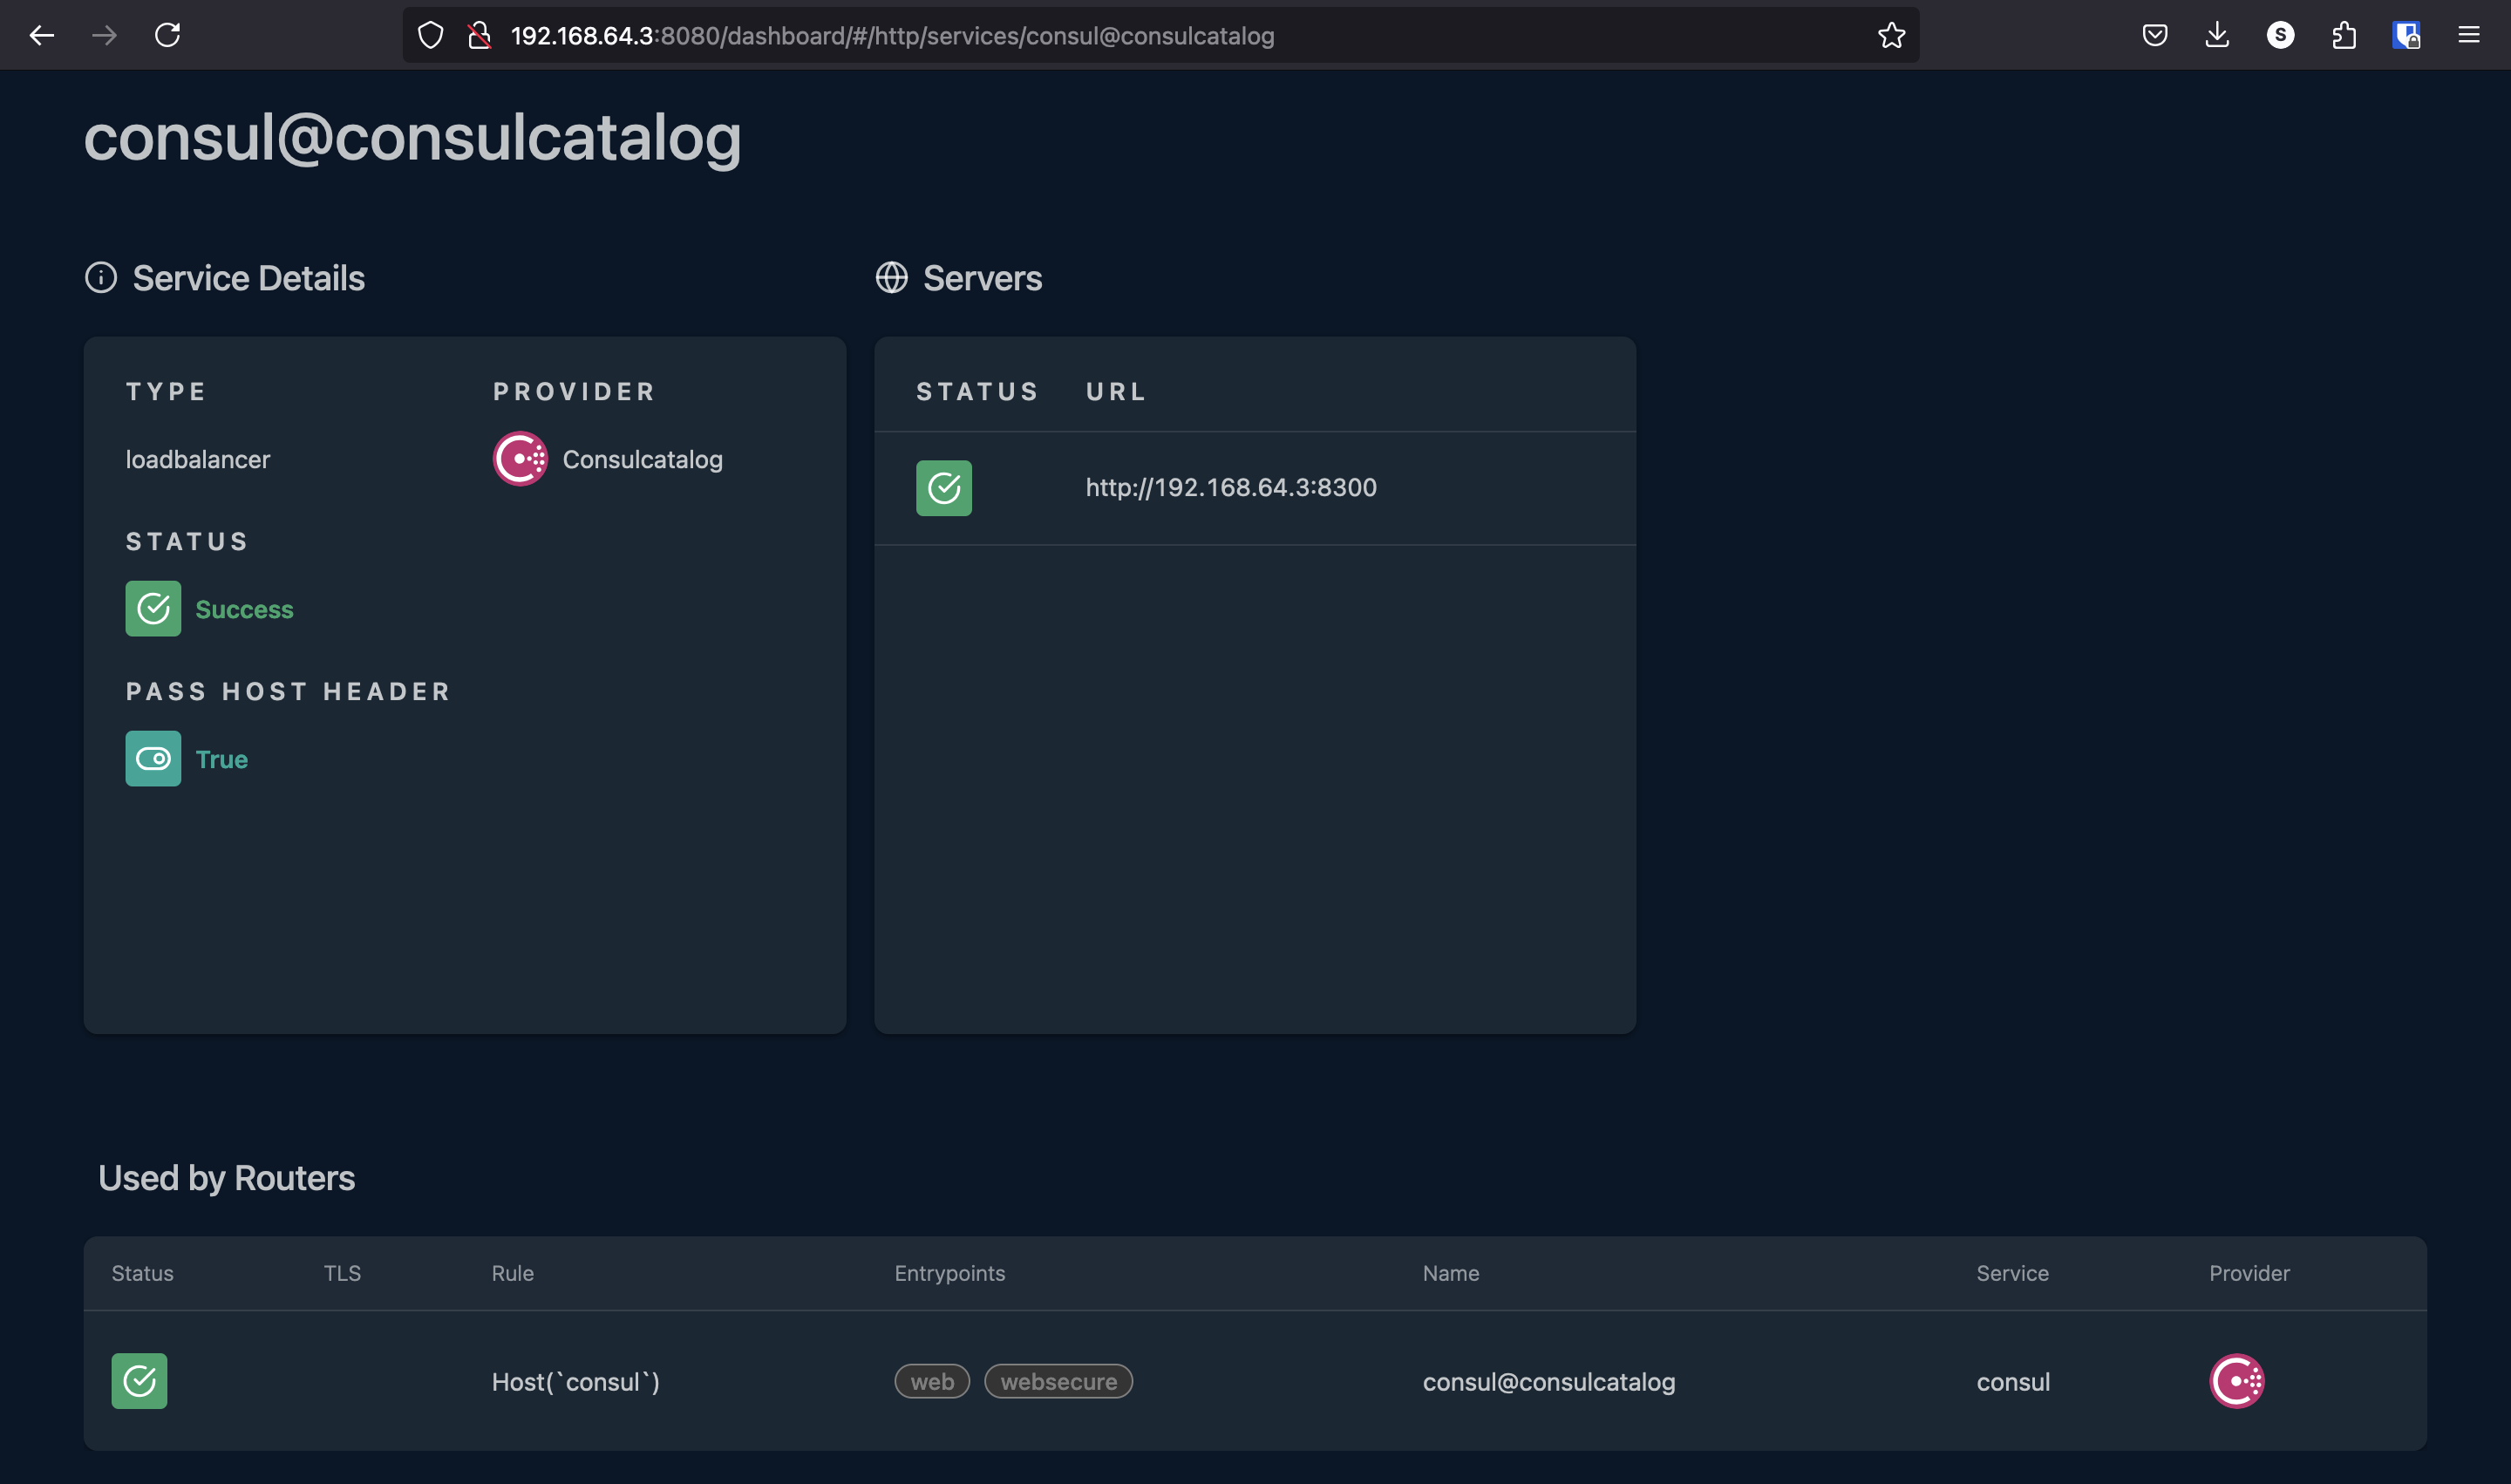 192.168.64.3:8080/dashboard/#/http/services/consul@consulcatalog
S
consul@consulcatalog
Service Details
Servers
TYPE PROVIDER
loadbalancer Consulcatalog
STATUS
Success
PASS HOST HEADER
True
STATUS URL
http://192.168.64.3:8300
Used by Routers
Status TLS Rule Entrypoints Name Service Provider
Host(`consul`) web websecure consul@consulcatalog consul